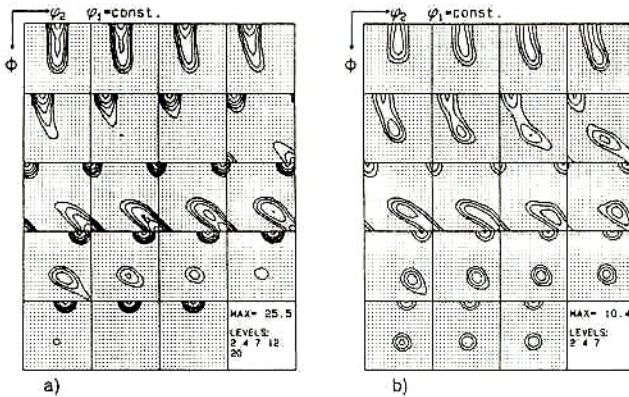 φ₂ φ₁=const.
Φ
MAX= 25.5
LEVELS:
2 4 7 12
20
a)
φ₂ φ₁=const.
Φ
MAX= 10.4
LEVELS:
2 4 7
b)